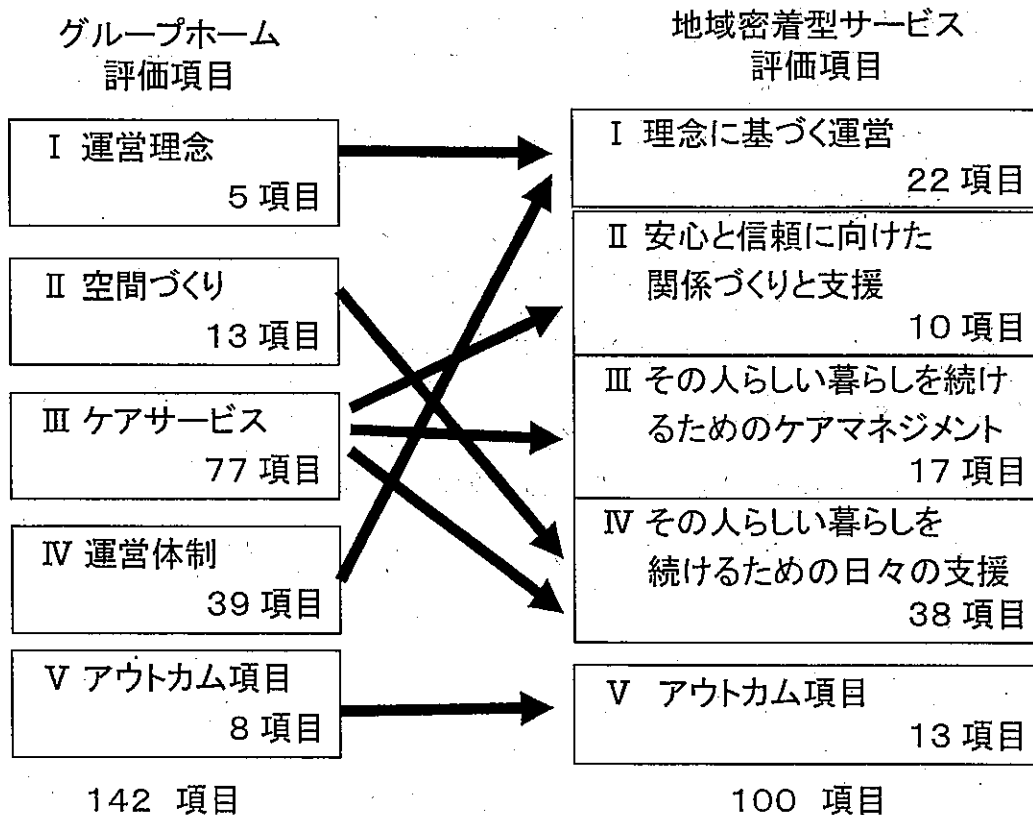 グループホーム
評価項目
Ⅰ 運営理念
5 項目
Ⅱ 空間づくり
13 項目
Ⅲ ケアサービス
77 項目
Ⅳ 運営体制
39 項目
Ⅴ アウトカム項目
8 項目
142 項目
地域密着型サービス
評価項目
Ⅰ 理念に基づく運営
22 項目
Ⅱ 安心と信頼に向けた
関係づくりと支援
10 項目
Ⅲ その人らしい暮らしを続け
るためのケアマネジメント
17 項目
Ⅳ その人らしい暮らしを
続けるための日々の支援
38 項目
Ⅴ アウトカム項目
13 項目
100 項目